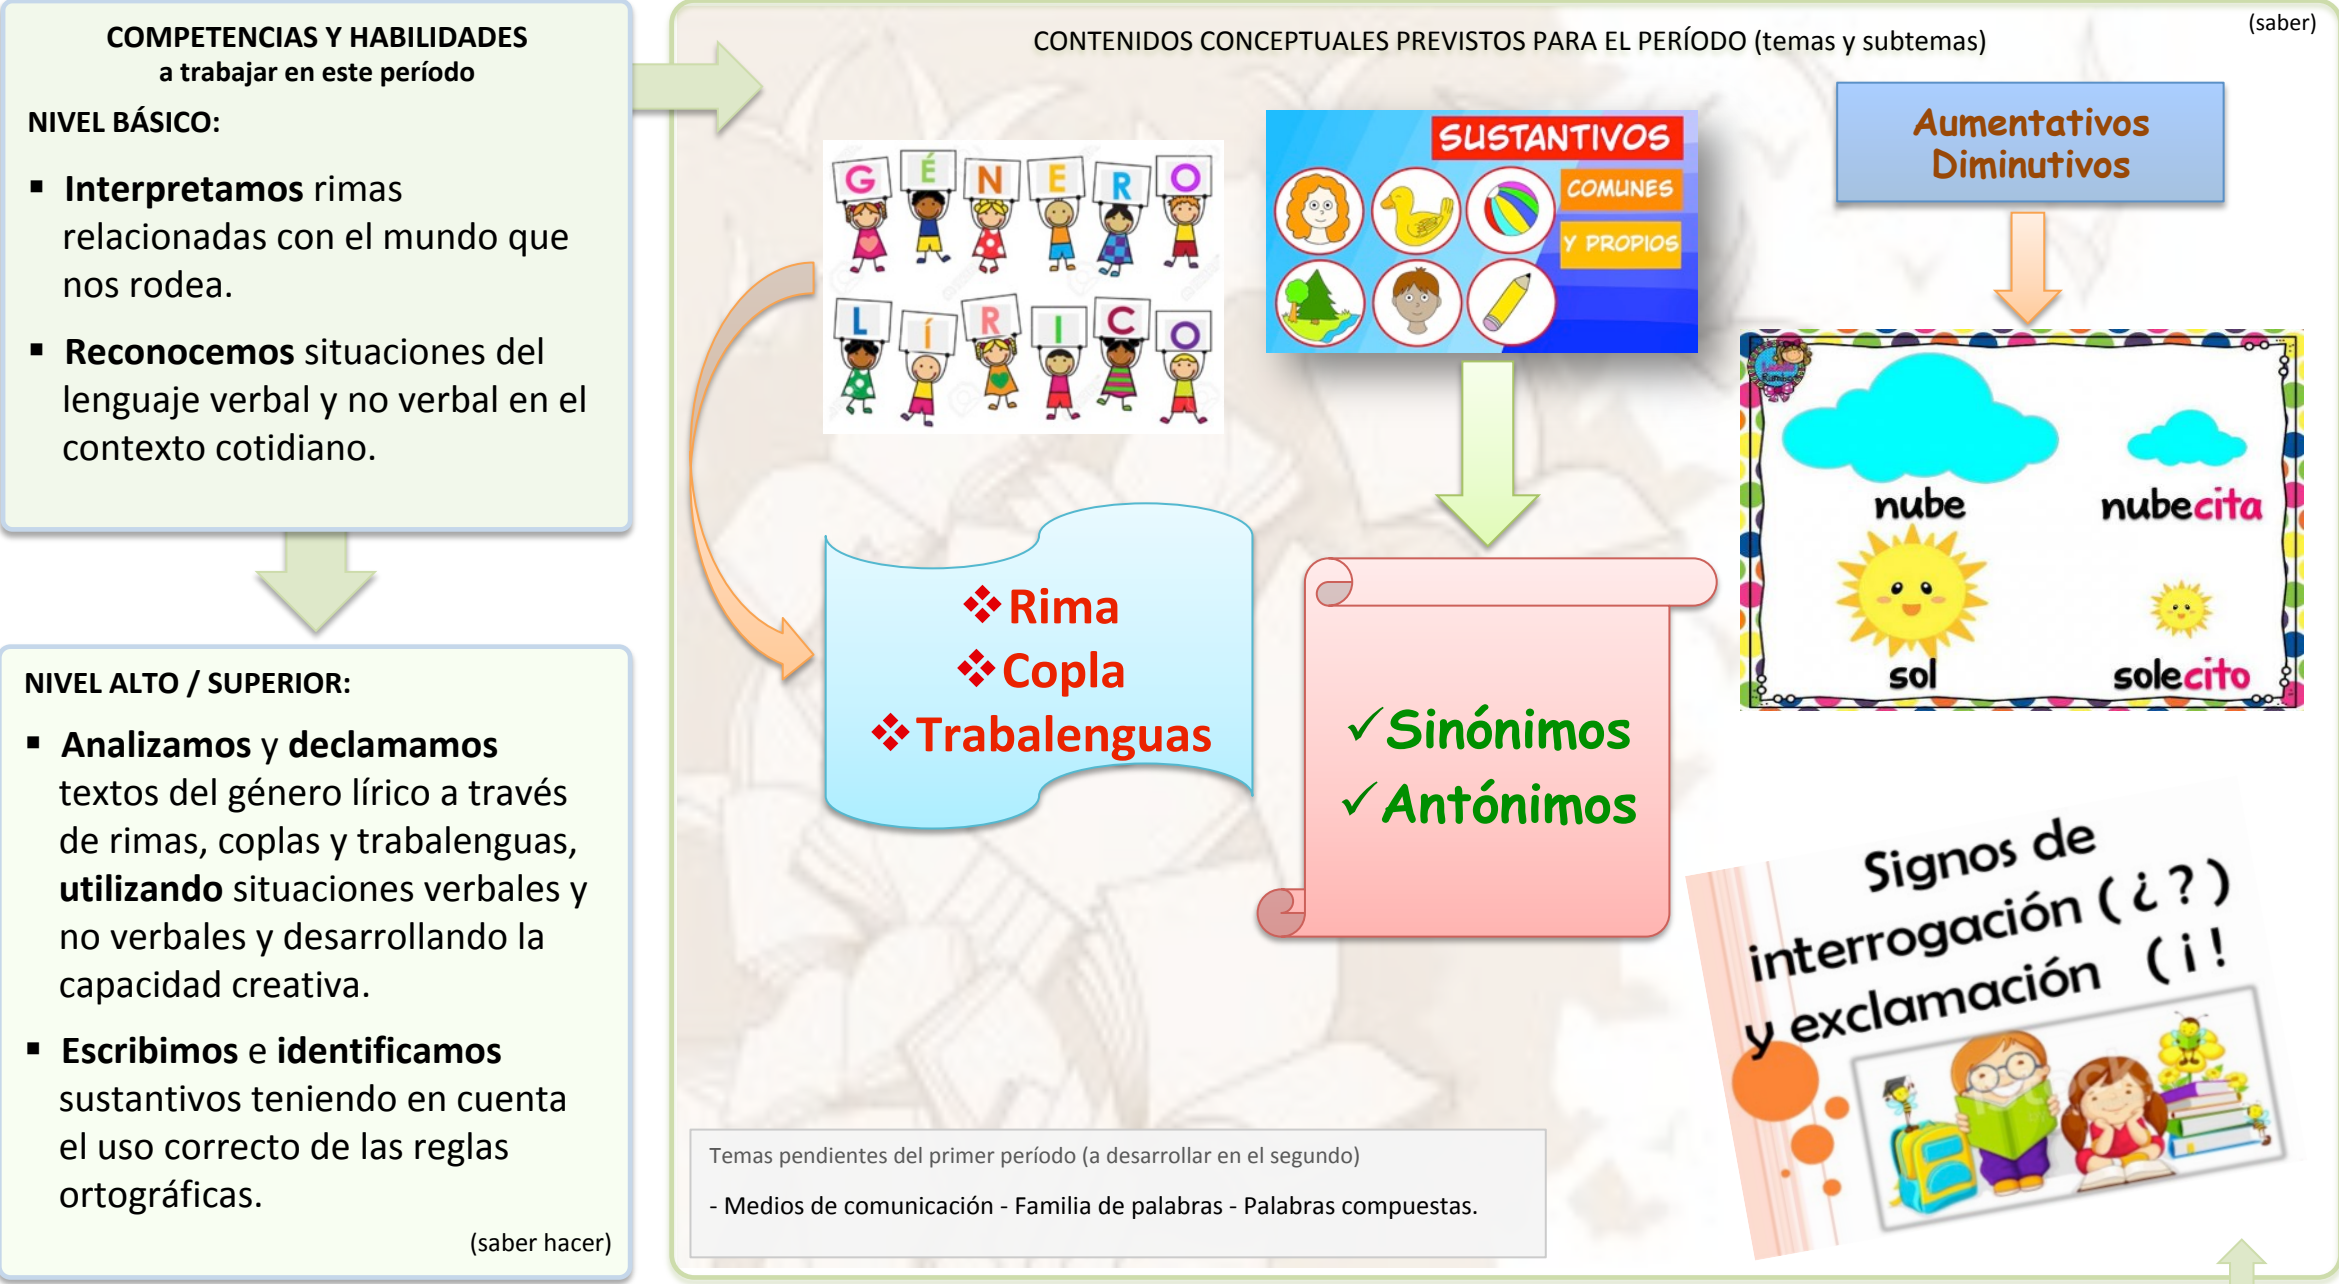 COMPETENCIAS Y HABILIDADES
a trabajar en este período
NIVEL BÁSICO:
▪ Interpretamos rimas
relacionadas con el mundo que
nos rodea.
▪ Reconocemos situaciones del
lenguaje verbal y no verbal en el
contexto cotidiano.
NIVEL ALTO / SUPERIOR:
▪ Analizamos y declamamos
textos del género lírico a través
de rimas, coplas y trabalenguas,
utilizando situaciones verbales y
no verbales y desarrollando la
capacidad creativa.
▪ Escribimos e identificamos
sustantivos teniendo en cuenta
el uso correcto de las reglas
ortográficas.
(saber hacer)
(saber)
CONTENIDOS CONCEPTUALES PREVISTOS PARA EL PERÍODO (temas y subtemas)
GÉNERO
LÍRICO
❖Rima
❖Copla
❖Trabalenguas
SUSTANTIVOS
COMUNES
Y PROPIOS
✓Sinónimos
✓Antónimos
Aumentativos
Diminutivos
nube nubecita
sol solecito
Signos de
interrogación (¿?)
y exclamación (¡!
Temas pendientes del primer período (a desarrollar en el segundo)
- Medios de comunicación - Familia de palabras - Palabras compuestas.